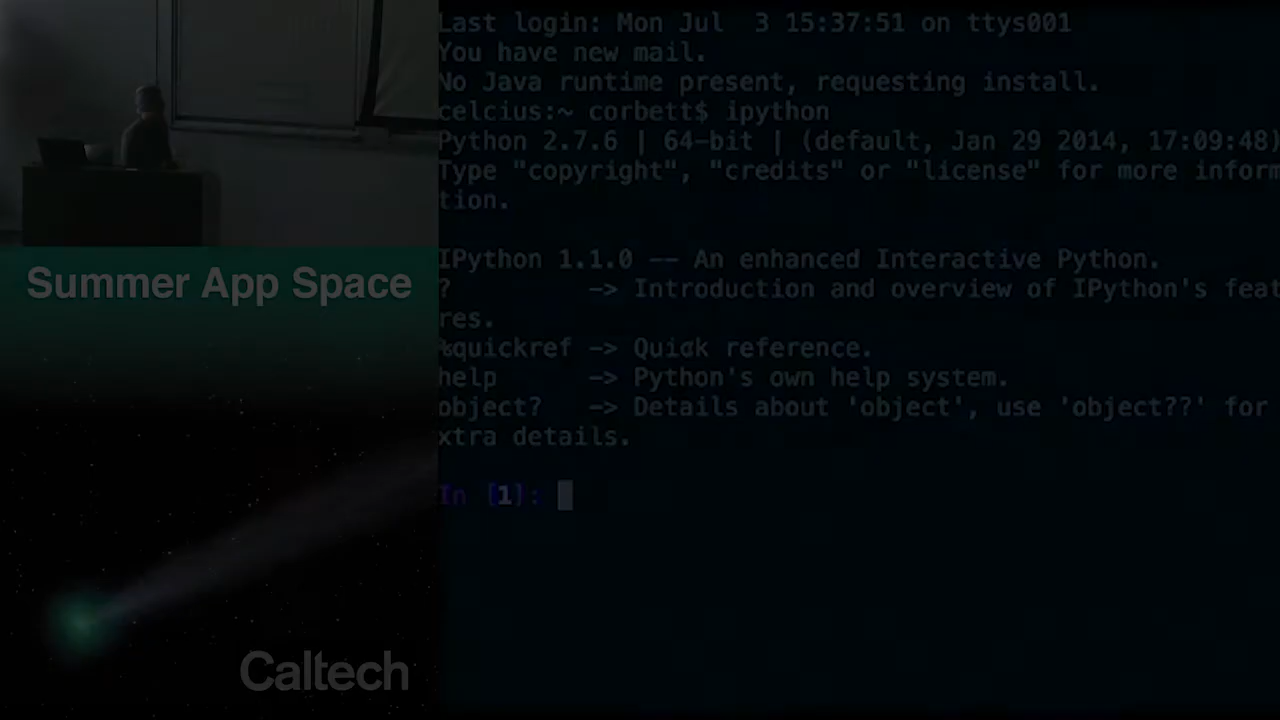 Summer App Space
Caltech
Last login: Mon Jul  3 15:37:51 on ttys001
You have new mail.
No Java runtime present, requesting install.
celcius:~ corbett$ ipython
Python 2.7.6 | 64-bit | (default, Jan 29 2014, 17:09:48)
Type "copyright", "credits" or "license" for more inform
tion.
IPython 1.1.0 -- An enhanced Interactive Python.
?         -> Introduction and overview of IPython's feat
res.
%quickref -> Quick reference.
help      -> Python's own help system.
object?   -> Details about 'object', use 'object??' for
xtra details.
In [1]: